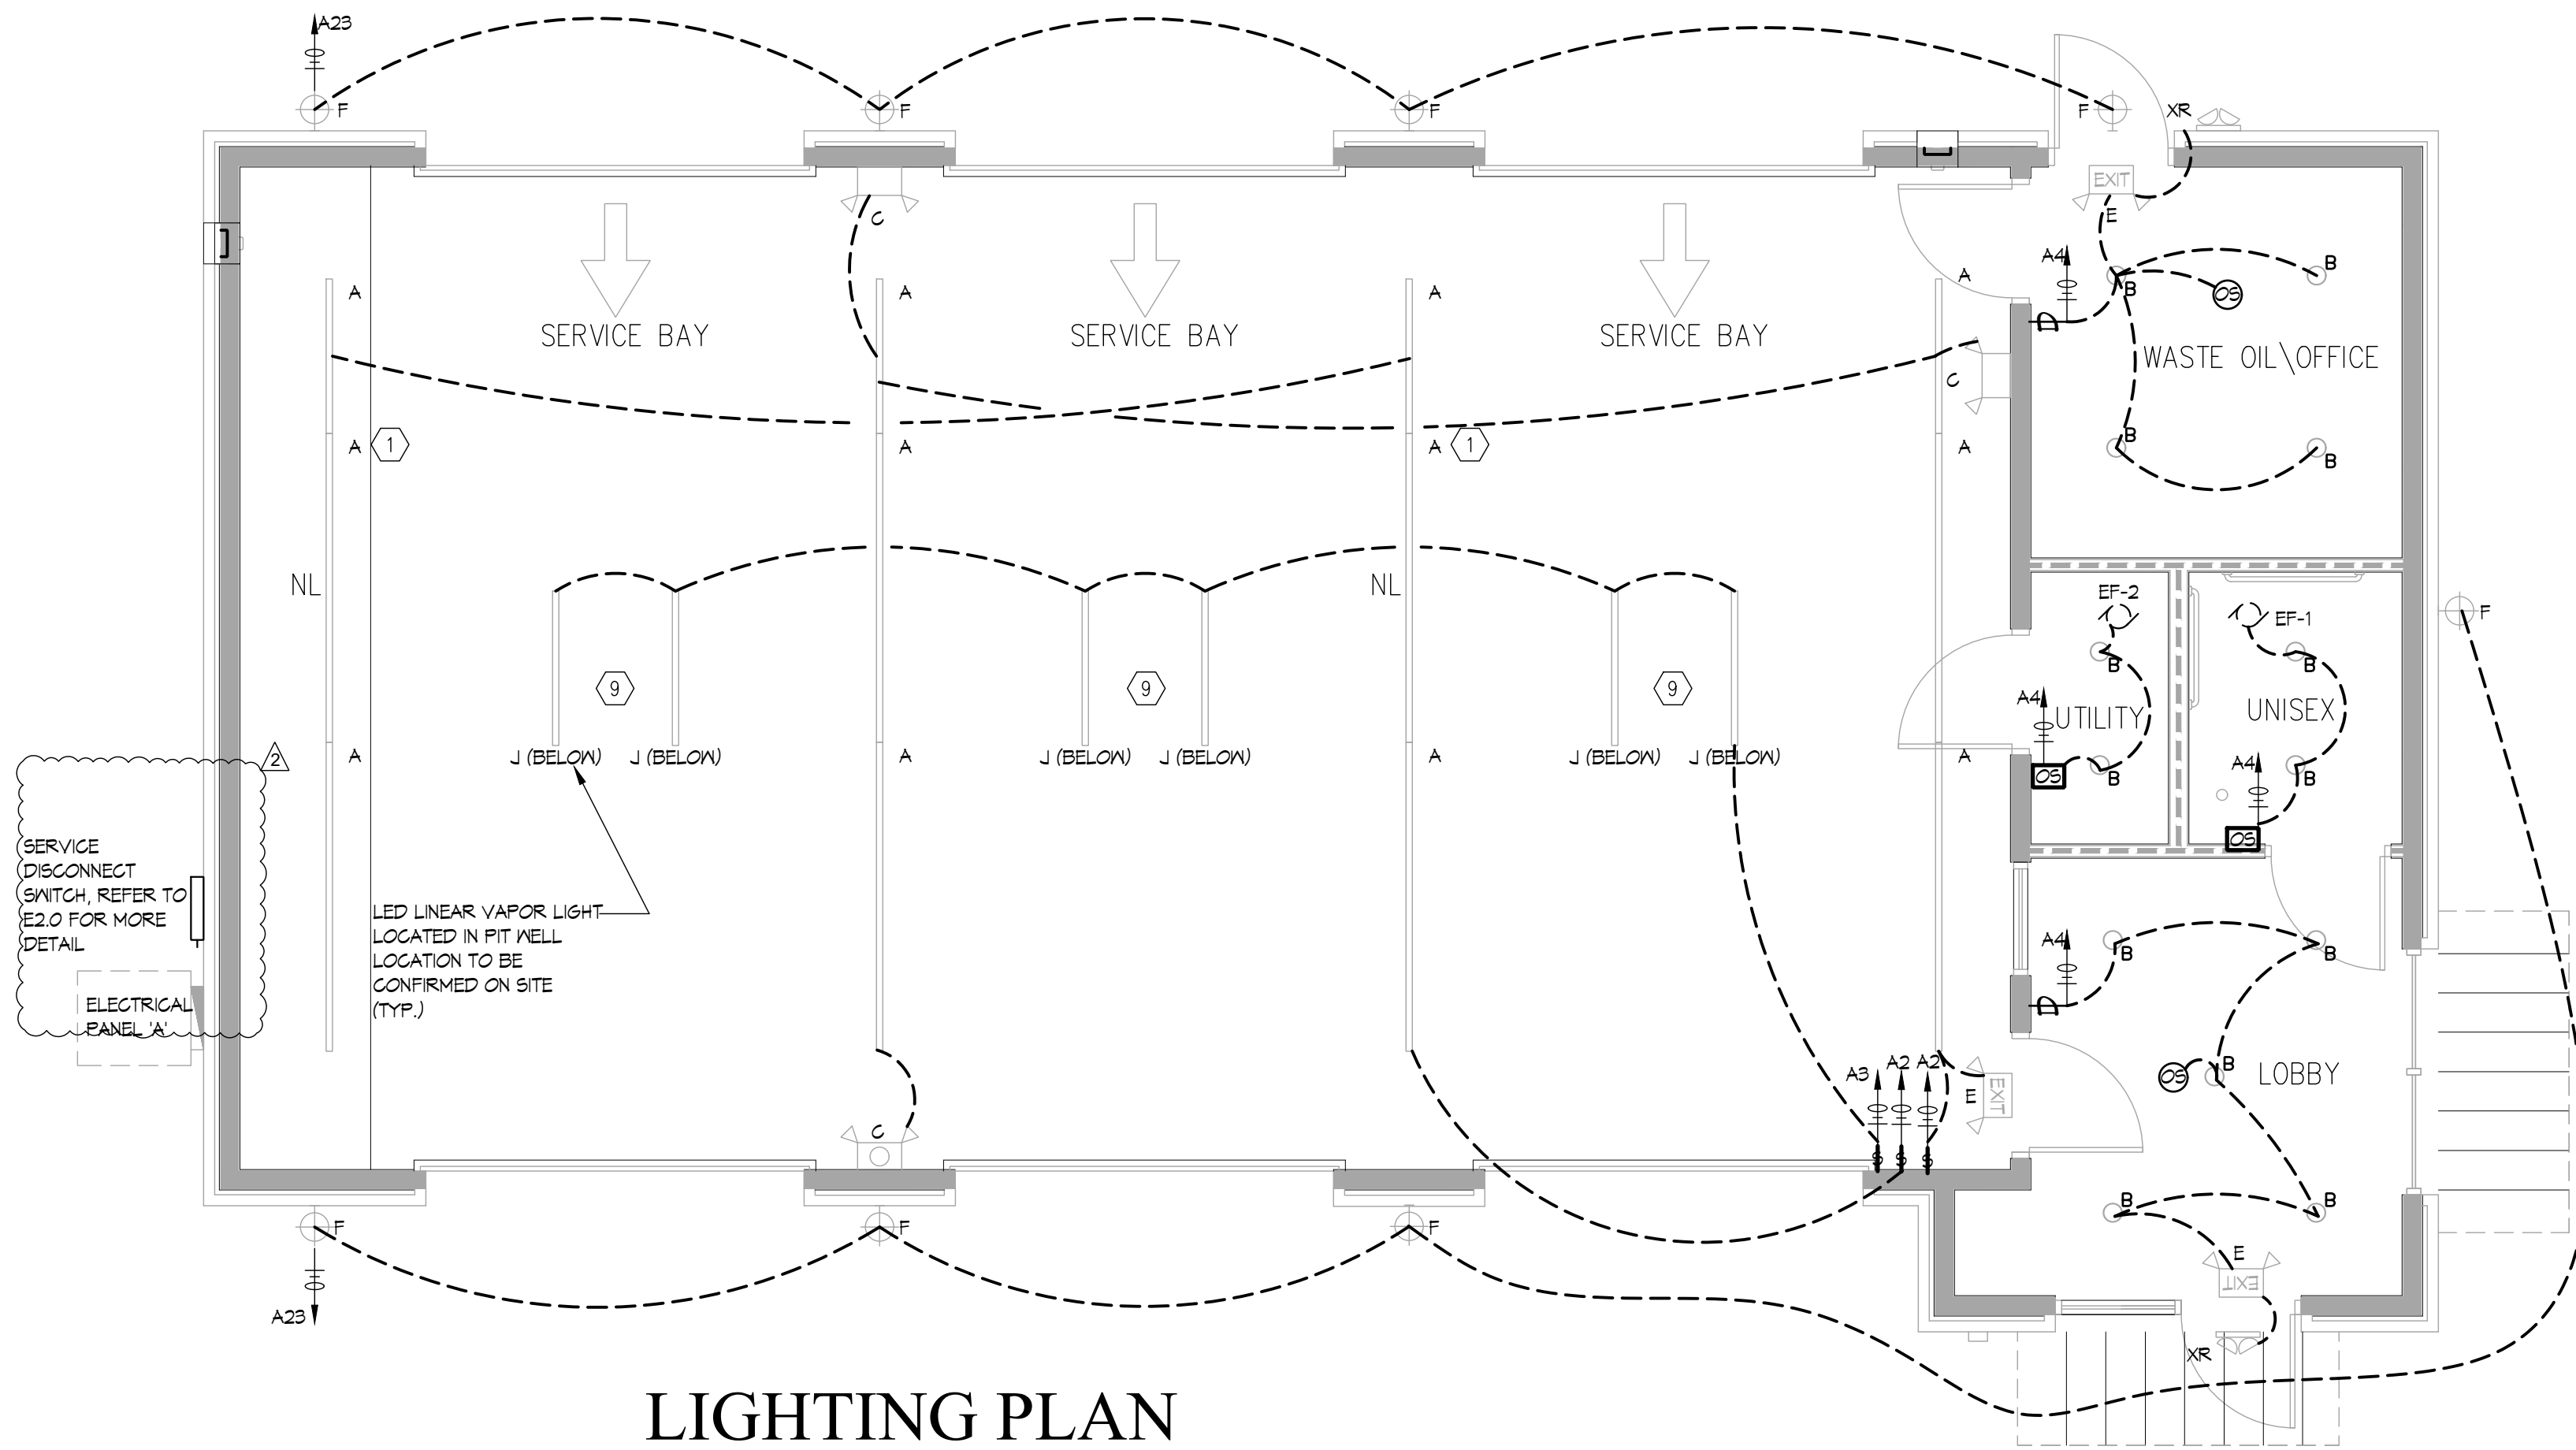 A23
F
F
F
F
XR
EXIT
E
C
A
A
A
A
A4
B
B
OS
D
SERVICE BAY
SERVICE BAY
SERVICE BAY
WASTE OIL\OFFICE
C
A
1
A
A
1
A
B
B
NL
NL
EF-2
EF-1
F
B
B
9
9
9
A4
UTILITY
UNISEX
A
J (BELOW)
J (BELOW)
A
J (BELOW)
J (BELOW)
A
J (BELOW)
J (BELOW)
A
OS
B
A4
B
OS
2
SERVICE
DISCONNECT
SWITCH, REFER TO
E2.0 FOR MORE
DETAIL
ELECTRICAL
PANEL 'A'
LED LINEAR VAPOR LIGHT
LOCATED IN PIT WELL
LOCATION TO BE
CONFIRMED ON SITE
(TYP.)
A4
B
B
D
A3
A2
A2
E
EXIT
OS
B
LOBBY
C
S
S
S
B
B
F
F
F
E
EXIT
A23
XR
LIGHTING PLAN